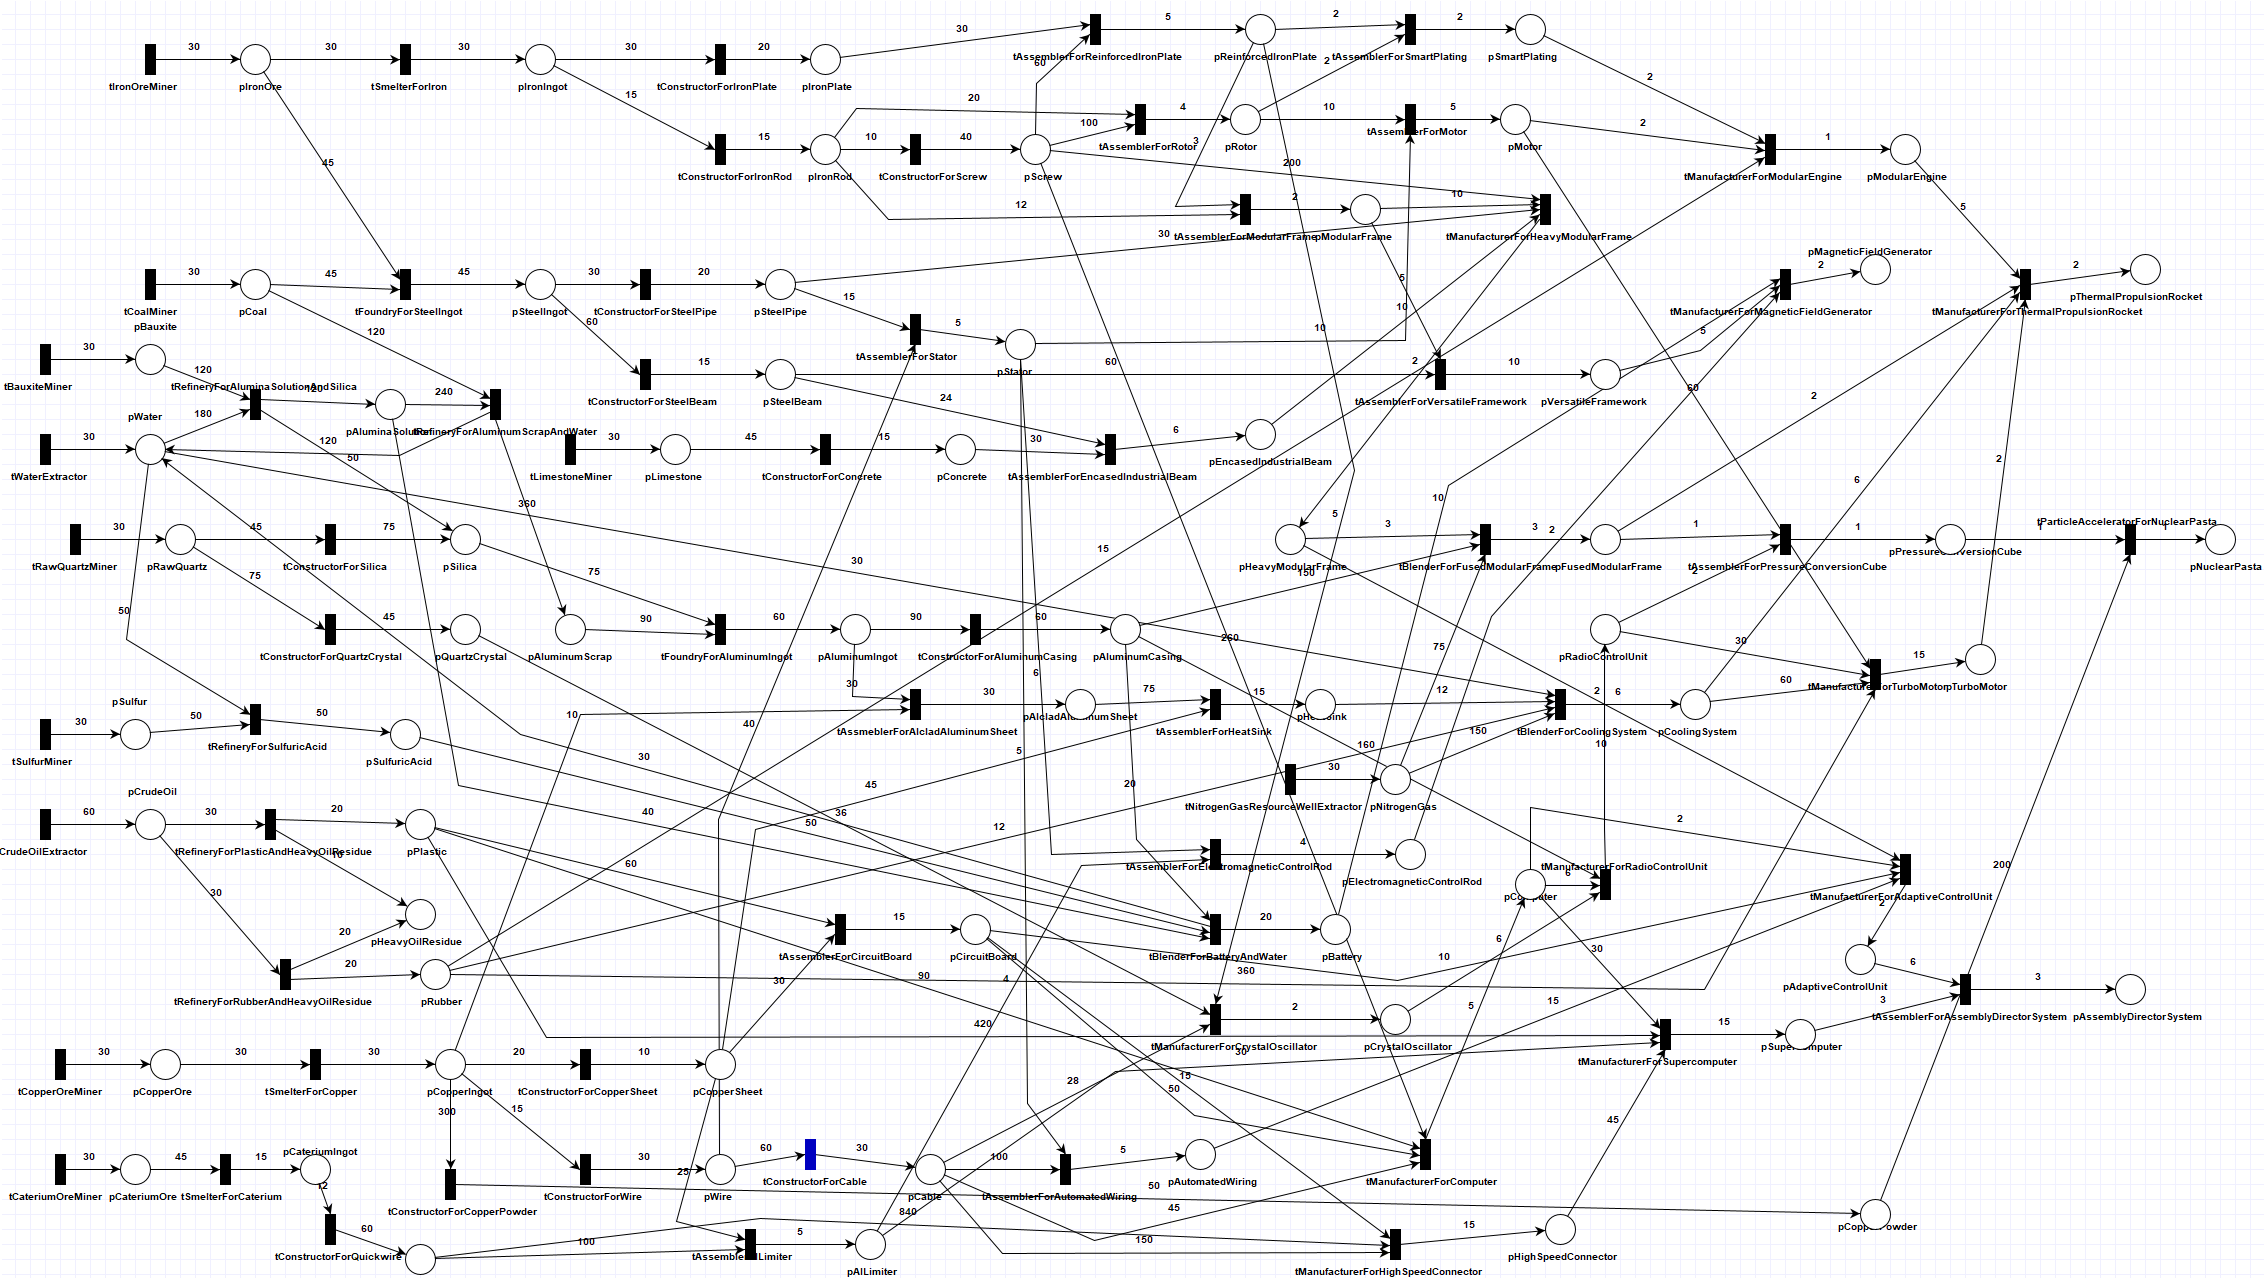 30
5
2
2
30
30
30
30
20
tAssemblerForReinforcedIronPlate
pReinforcedIronPlate
tAssemblerForSmartPlating
pSmartPlating
60
2
2
tIronOreMiner
pIronOre
tSmelterForIron
pIronIngot
tConstructorForIronPlate
pIronPlate
15
20
4
10
5
2
100
15
10
40
tAssemblerForRotor
pRotor
tAssemblerForMotor
pMotor
3
1
45
200
tConstructorForIronRod
pIronRod
tConstructorForScrew
pScrew
tManufacturerForModularEngine
pModularEngine
12
2
10
5
30
tAssemblerForModularFrame
pModularFrame
tManufacturerForHeavyModularFrame
pMagneticFieldGenerator
30
45
45
30
20
5
2
2
15
pThermalPropulsionRocket
tCoalMiner
pCoal
tFoundryForSteelIngot
pSteelIngot
tConstructorForSteelPipe
pSteelPipe
10
tManufacturerForMagneticFieldGenerator
tManufacturerForThermalPropulsionRocket
pBauxite
120
60
5
10
5
30
tAssemblerForStator
pStator
15
60
2
10
120
tBauxiteMiner
tRefineryForAluminaSolutionAndSilica
120
240
60
tConstructorForSteelBeam
pSteelBeam
24
tAssemblerForVersatileFramework
pVersatileFramework
2
pWater
180
pAluminaSolution
tRefineryForAluminumScrapAndWater
30
120
30
45
15
30
6
50
tWaterExtractor
tLimestoneMiner
pLimestone
tConstructorForConcrete
pConcrete
tAssemblerForEncasedIndustrialBeam
pEncasedIndustrialBeam
2
360
10
6
30
45
75
5
3
3
2
1
1
tParticleAcceleratorForNuclearPasta
1
1
15
30
tRawQuartzMiner
pRawQuartz
tConstructorForSilica
pSilica
75
75
150
pHeavyModularFrame
tBlenderForFusedModularFrame
pFusedModularFrame
tAssemblerForPressureConversionCube
pPressureConversionCube
2
pNuclearPasta
50
45
90
60
90
60
260
75
30
tConstructorForQuartzCrystal
pQuartzCrystal
pAluminumScrap
tFoundryForAluminumIngot
pAluminumIngot
tConstructorForAluminumCasing
pAluminumCasing
pRadioControlUnit
15
6
30
30
75
15
12
2
6
60
tManufacturerForTurboMotor
pTurboMotor
pSulfur
50
50
10
40
pAlcladAluminumSheet
pHeatSink
30
tRefineryForSulfuricAcid
tAssmeblerForAlcladAluminumSheet
tAssemblerForHeatSink
tBlenderForCoolingSystem
pCoolingSystem
150
160
10
tSulfurMiner
pSulfuricAcid
30
5
30
45
20
pCrudeOil
tNitrogenGasResourceWellExtractor
pNitrogenGas
60
30
20
40
50
36
12
2
CrudeOilExtractor
tRefineryForPlasticAndHeavyOilResidue
pPlastic
10
60
4
tAssemblerForElectromagneticControlRod
tManufacturerForRadioControlUnit
200
6
pElectromagneticControlRod
pComputer
tManufacturerForAdaptiveControlUnit
2
30
20
pHeavyOilResidue
15
20
6
30
10
tAssemblerForCircuitBoard
pCircuitBoard
tBlenderForBatteryAndWater
pBattery
20
90
4
360
6
30
tRefineryForRubberAndHeavyOilResidue
pRubber
15
5
2
pAdaptiveControlUnit
3
3
tAssemblerForAssemblyDirectorSystem
pAssemblyDirectorSystem
420
15
30
tManufacturerForCrystalOscillator
pCrystalOscillator
pSupercomputer
30
30
30
20
10
tManufacturerForSupercomputer
15
28
50
tCopperOreMiner
pCopperOre
tSmelterForCopper
pCopperIngot
tConstructorForCopperSheet
pCopperSheet
300
15
45
pCateriumIngot
30
45
15
30
60
30
100
5
25
12
tCateriumOreMiner
pCateriumOre
tSmelterForCaterium
tConstructorForWire
pWire
tConstructorForCable
pCable
tAssemblerForAutomatedWiring
pAutomatedWiring
tManufacturerForComputer
50
45
tConstructorForCopperPowder
840
60
100
5
150
15
pCopperPowder
tConstructorForQuickwire
pHighSpeedConnector
pAILimiter
tManufacturerForHighSpeedConnector